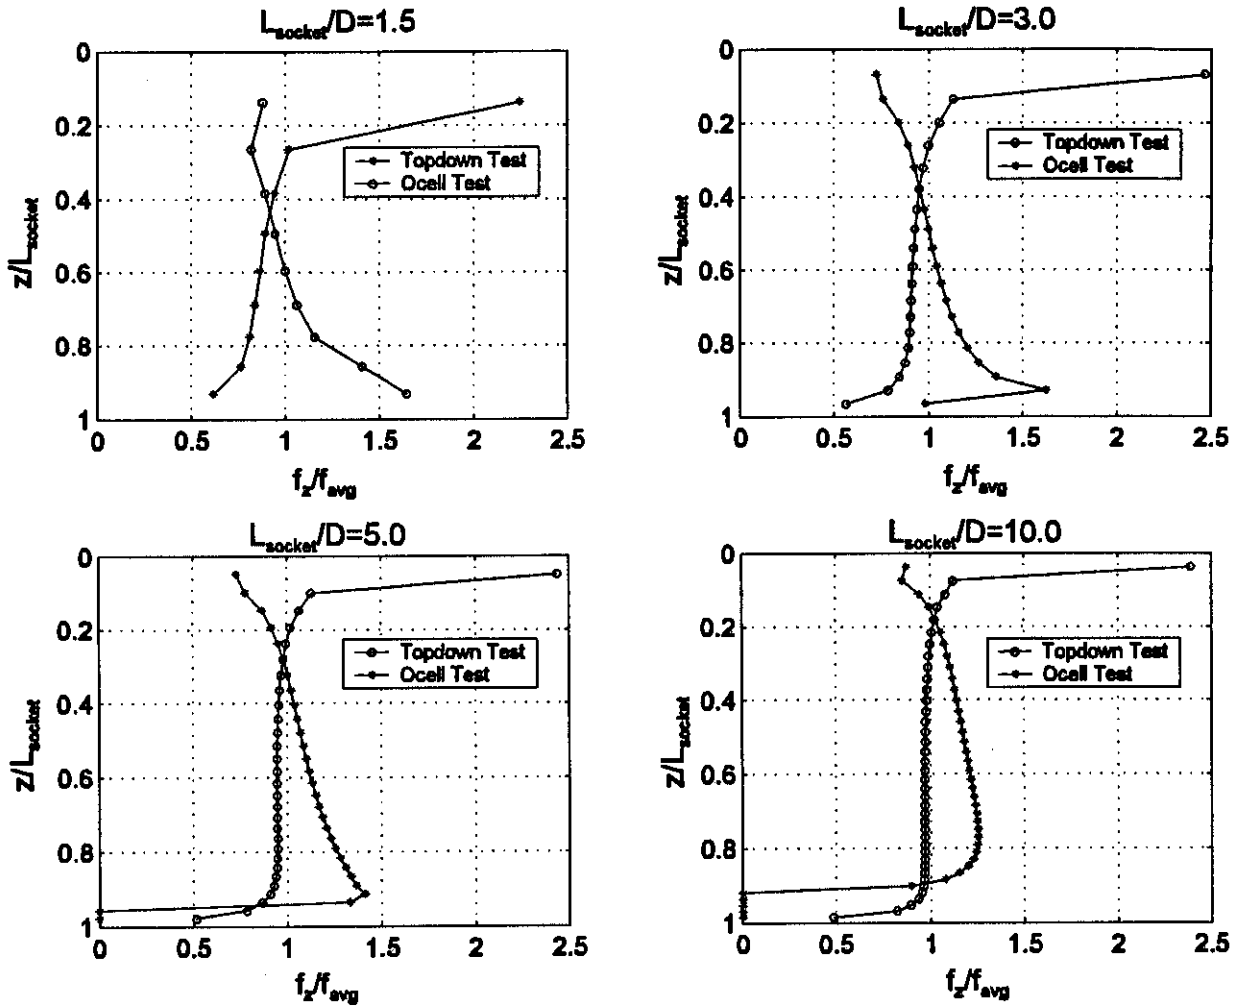 L_socket/D=1.5
0
0.2
0.4
0.6
0.8
1
z/L_socket
Topdown Test
Ocell Test
0 0.5 1 1.5 2 2.5
f_z/f_avg
L_socket/D=3.0
0
0.2
0.4
0.6
0.8
1
z/L_socket
Topdown Test
Ocell Test
0 0.5 1 1.5 2 2.5
f_z/f_avg
L_socket/D=5.0
0
0.2
0.4
0.6
0.8
1
z/L_socket
Topdown Test
Ocell Test
0 0.5 1 1.5 2 2.5
f_z/f_avg
L_socket/D=10.0
0
0.2
0.4
0.6
0.8
1
z/L_socket
Topdown Test
Ocell Test
0 0.5 1 1.5 2 2.5
f_z/f_avg